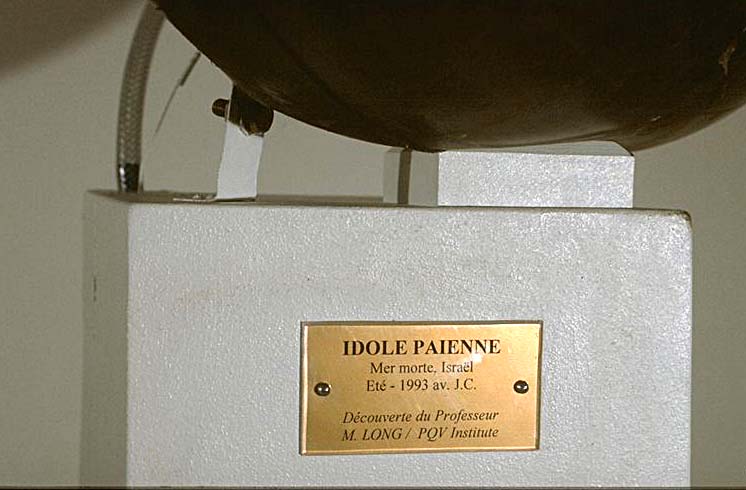 IDOLE PAIENNE
Mer morte, Israël
Eté - 1993 av. J.C.
Découverte du Professeur
M. LONG / PQV Institute